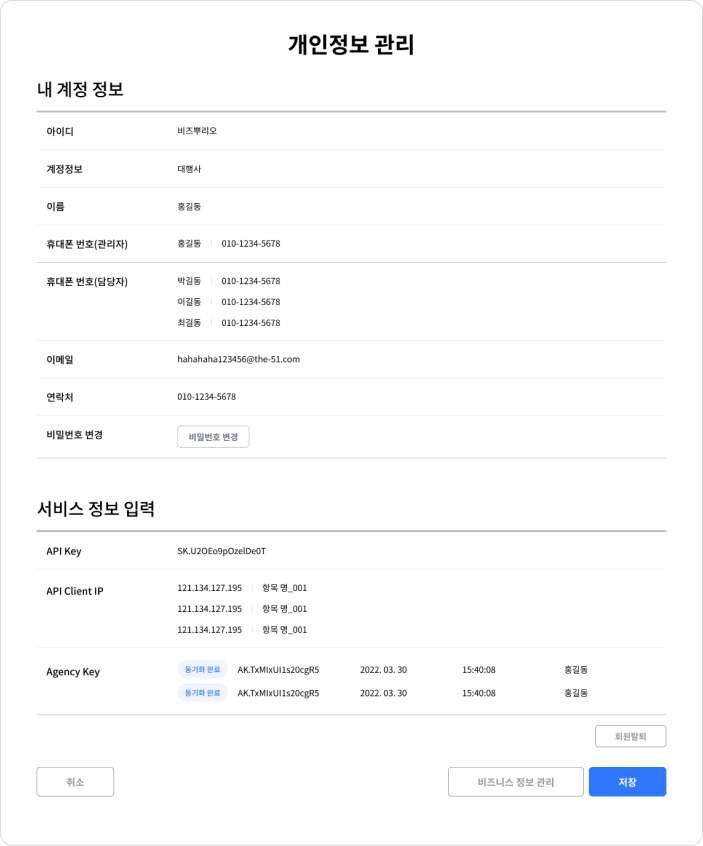 개인정보 관리
내 계정 정보
아이디 비즈뿌리오
계정정보 대행사
이름 홍길동
휴대폰 번호(관리자) 홍길동 010-1234-5678
휴대폰 번호(담당자) 박길동 010-1234-5678
이길동 010-1234-5678
최길동 010-1234-5678
이메일 hahahaha123456@the-51.com
연락처 010-1234-5678
비밀번호 변경 비밀번호 변경
서비스 정보 입력
API Key SK.U2OEo9pOzelDe0T
API Client IP 121.134.127.195 항목 명_001
121.134.127.195 항목 명_001
121.134.127.195 항목 명_001
Agency Key 동기화 완료 AK.TxMIxUI1s20cgR5 2022. 03. 30 15:40:08 홍길동
동기화 완료 AK.TxMIxUI1s20cgR5 2022. 03. 30 15:40:08 홍길동
회원탈퇴
취소 비즈니스 정보 관리 저장